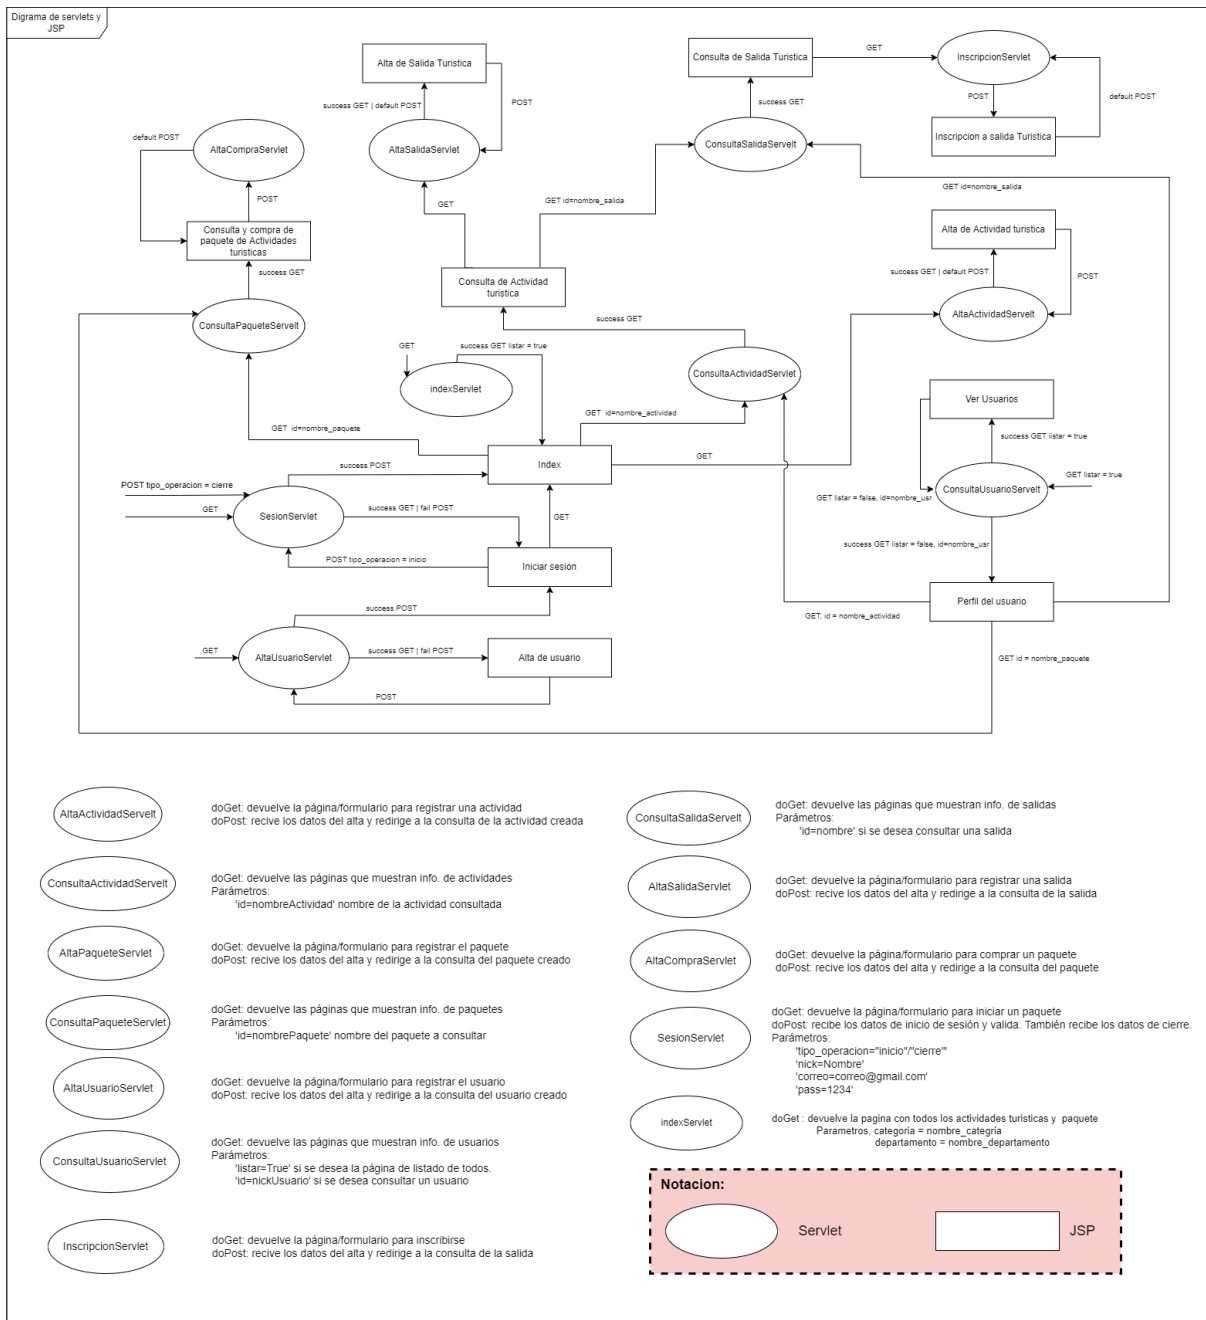 Digrama de servlets y
JSP
Alta de Salida Turistica
Consulta de Salida Turistica
GET
InscripcionServlet
success GET | default POST
POST
success GET
POST
default POST
default POST
AltaCompraServlet
AltaSalidaServlet
ConsultaSalidaServelt
Inscripcion a salida Turistica
POST
GET
GET id=nombre_salida
GET id=nombre_salida
Consulta y compra de
paquete de Actividades
turisticas
Alta de Actividad turistica
success GET
Consulta de Actividad
turistica
success GET | default POST
POST
ConsultaPaqueteServelt
success GET
AltaActividadServelt
GET
success GET listar = true
indexServlet
ConsultaActividadServlet
Ver Usuarios
GET id=nombre_paquete
GET id=nombre_actividad
success GET listar = true
Index
GET
success POST
POST tipo_operacion = cierre
GET listar = true
ConsultaUsuarioServelt
GET listar = false, id=nombre_usr
GET
SesionServlet
success GET | fail POST
GET
success GET listar = false, id=nombre_usr
POST tipo_operacion = inicio
Iniciar sesion
Perfil del usuario
success POST
GET, id = nombre_actividad
GET
AltaUsuarioServlet
success GET | fail POST
Alta de usuario
GET id = nombre_paquete
POST
AltaActividadServelt
doGet: devuelve la página/formulario para registrar una actividad
doPost: recive los datos del alta y redirige a la consulta de la actividad creada
ConsultaActividadServelt
doGet: devuelve las páginas que muestran info. de actividades
Parámetros:
'id=nombreActividad' nombre de la actividad consultada
AltaPaqueteServlet
doGet: devuelve la página/formulario para registrar el paquete
doPost: recive los datos del alta y redirige a la consulta del paquete creado
ConsultaPaqueteServlet
doGet: devuelve las páginas que muestran info. de paquetes
Parámetros:
'id=nombrePaquete' nombre del paquete a consultar
AltaUsuarioServlet
doGet: devuelve la página/formulario para registrar el usuario
doPost: recive los datos del alta y redirige a la consulta del usuario creado
ConsultaUsuarioServlet
doGet: devuelve las páginas que muestran info. de usuarios
Parámetros:
'listar=True' si se desea la página de listado de todos.
'id=nickUsuario' si se desea consultar un usuario
InscripcionServlet
doGet: devuelve la página/formulario para inscribirse
doPost: recive los datos del alta y redirige a la consulta de la salida
ConsultaSalidaServelt
doGet: devuelve las páginas que muestran info. de salidas
Parámetros:
'id=nombre' si se desea consultar una salida
AltaSalidaServlet
doGet: devuelve la página/formulario para registrar una salida
doPost: recive los datos del alta y redirige a la consulta de la salida
AltaCompraServlet
doGet: devuelve la página/formulario para comprar un paquete
doPost: recive los datos del alta y redirige a la consulta del paquete
SesionServlet
doGet: devuelve la página/formulario para iniciar un paquete
doPost: recibe los datos de inicio de sesión y valida. También recibe los datos de cierre.
Parámetros:
'tipo_operacion="inicio"/"cierre"'
'nick=Nombre'
'correo=correo@gmail.com'
'pass=1234'
indexServlet
doGet : devuelve la pagina con todos los actividades turísticas y paquete
Parametros, categoria = nombre_categria
departamento = nombre_departamento
Notacion:
Servlet
JSP